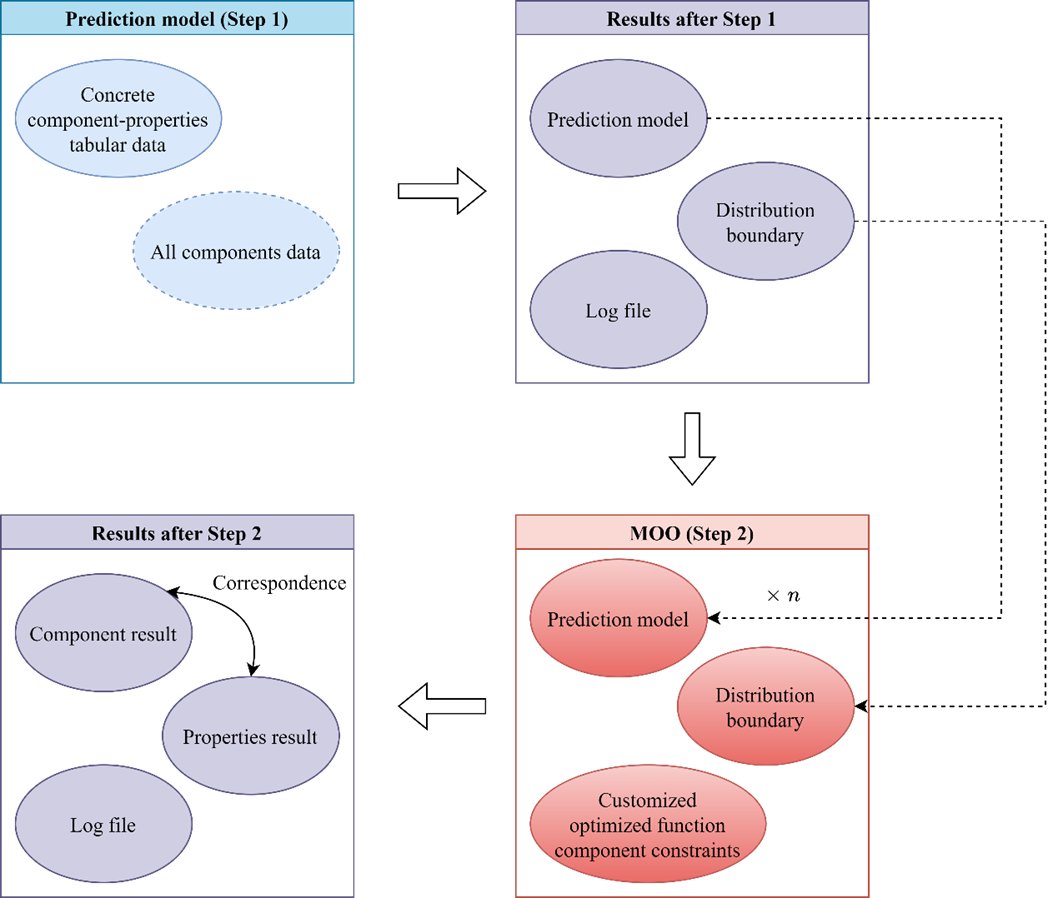 Prediction model (Step 1)
Concrete
component-properties
tabular data
All components data
Results after Step 1
Prediction model
Distribution
boundary
Log file
Results after Step 2
Correspondence
Component result
Properties result
Log file
MOO (Step 2)
× n
Prediction model
Distribution
boundary
Customized
optimized function
component constraints